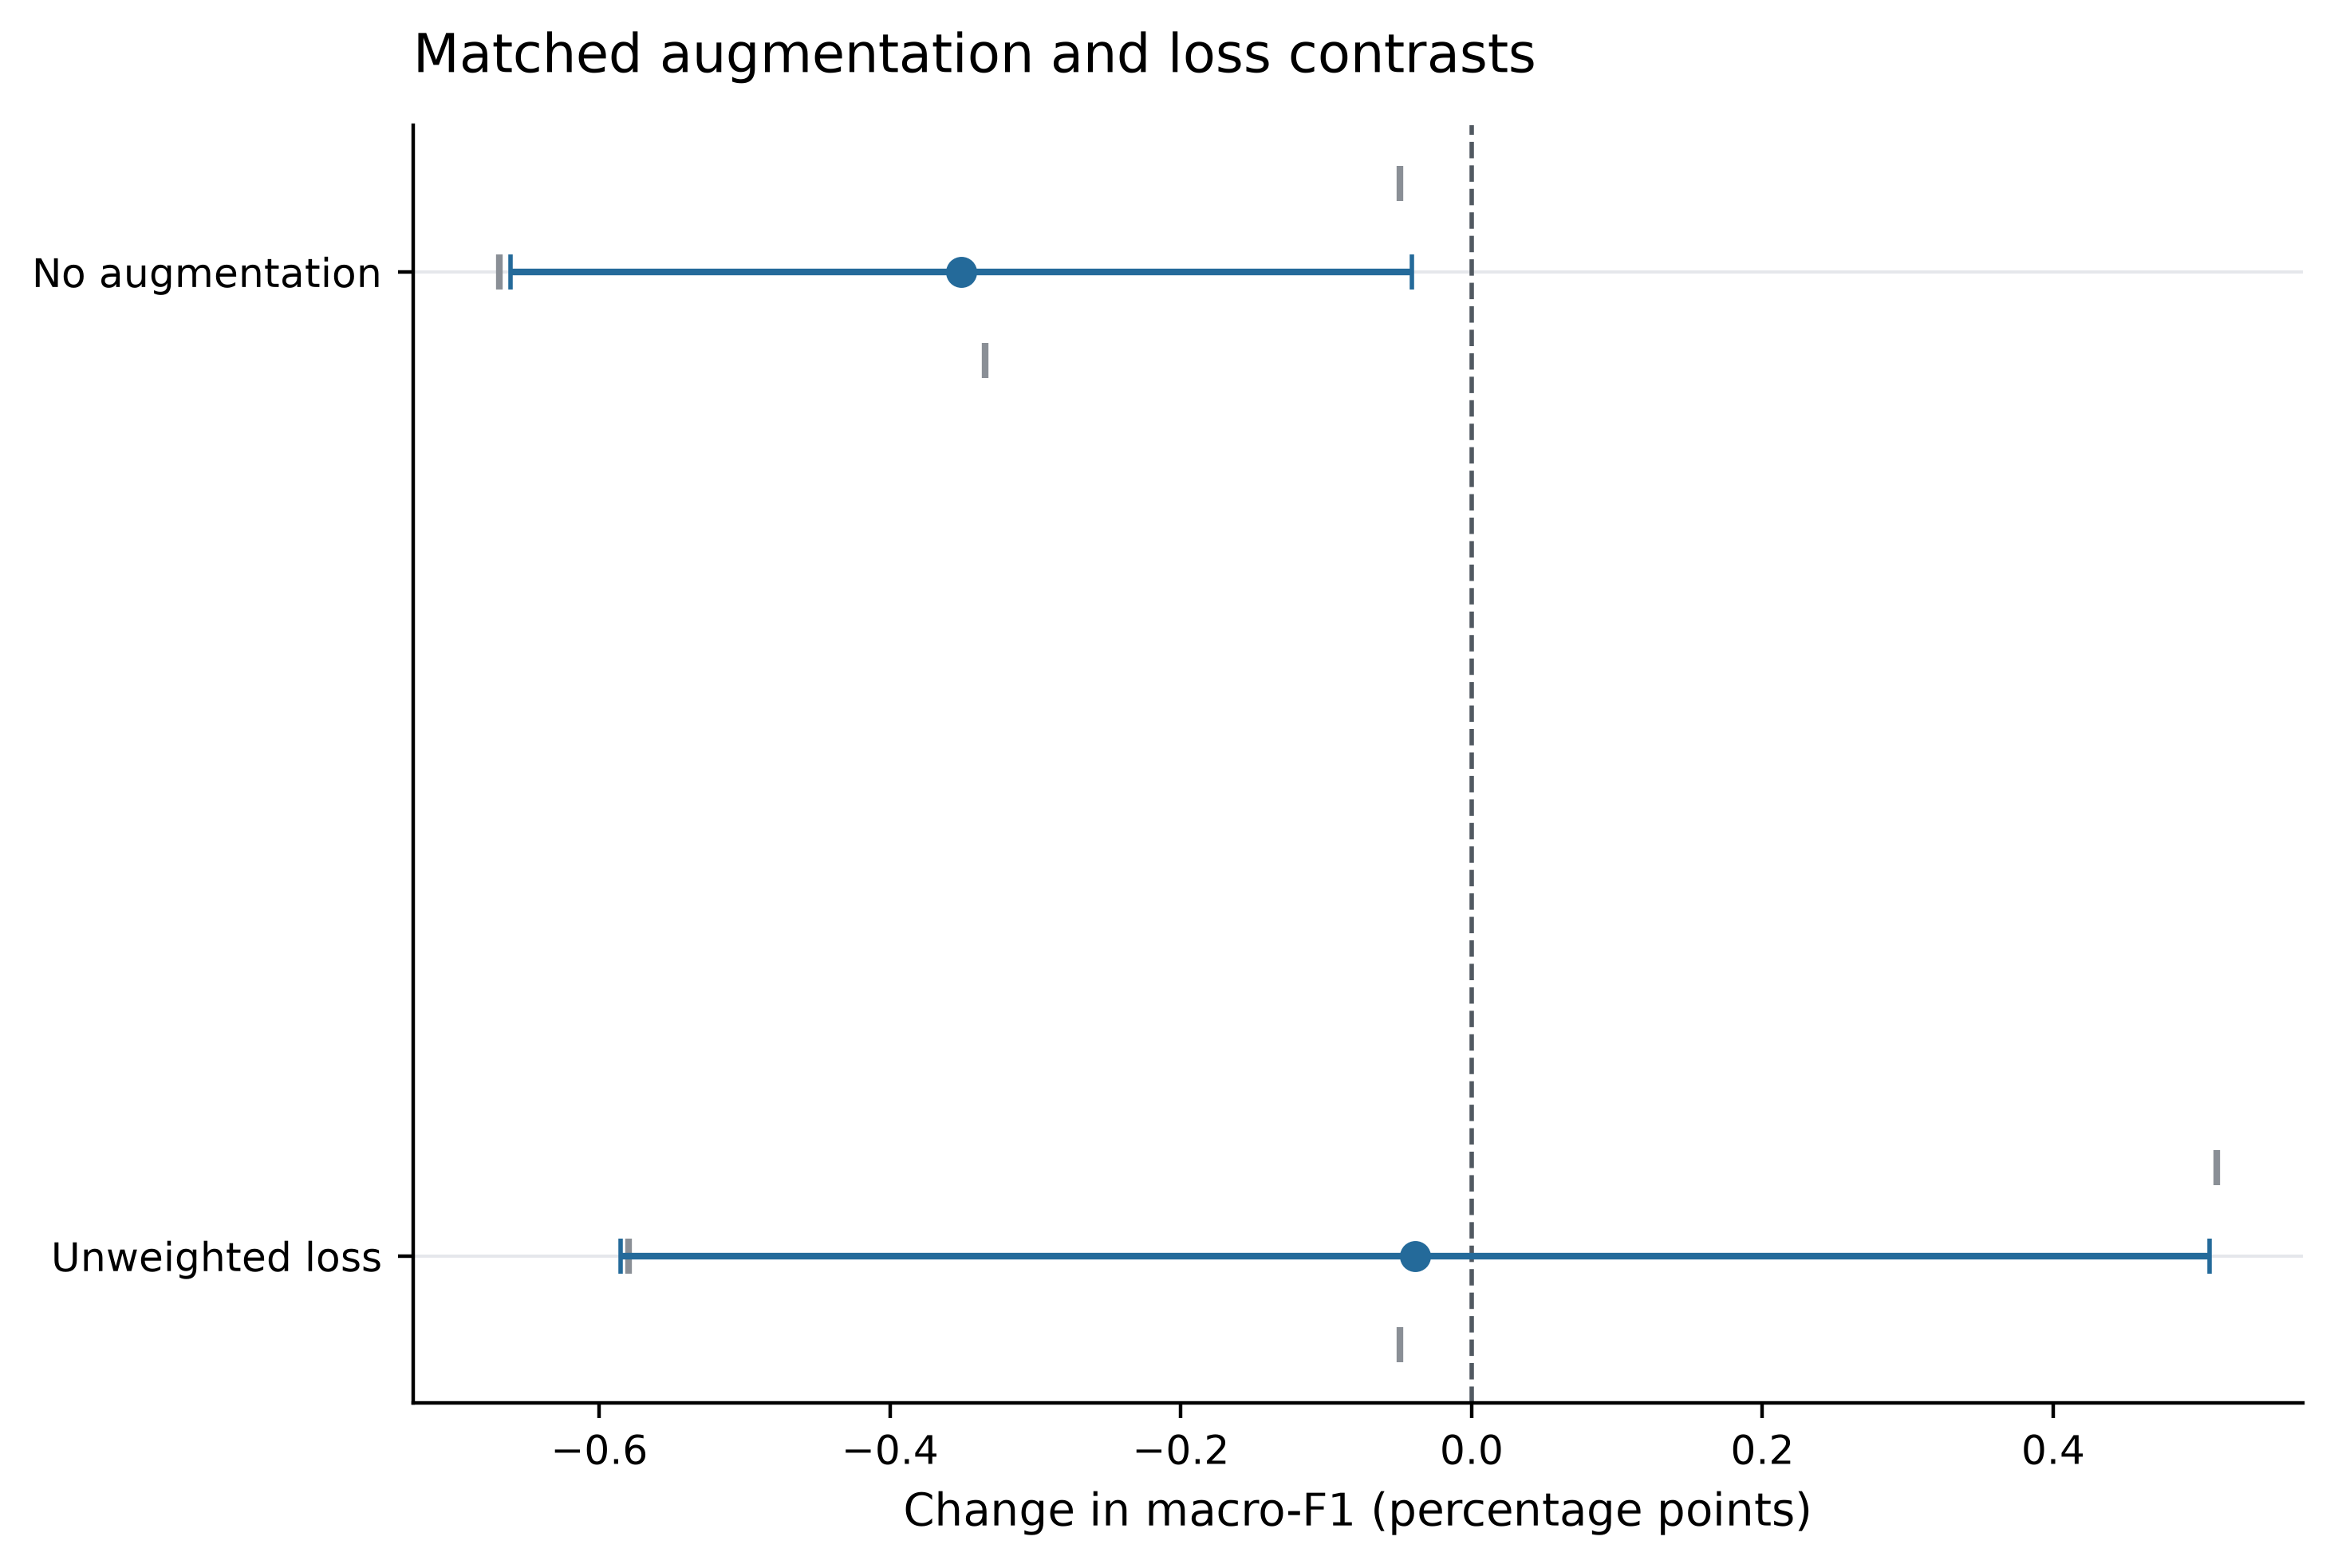 Matched augmentation and loss contrasts
No augmentation
Unweighted loss
−0.6 −0.4 −0.2 0.0 0.2 0.4
Change in macro-F1 (percentage points)